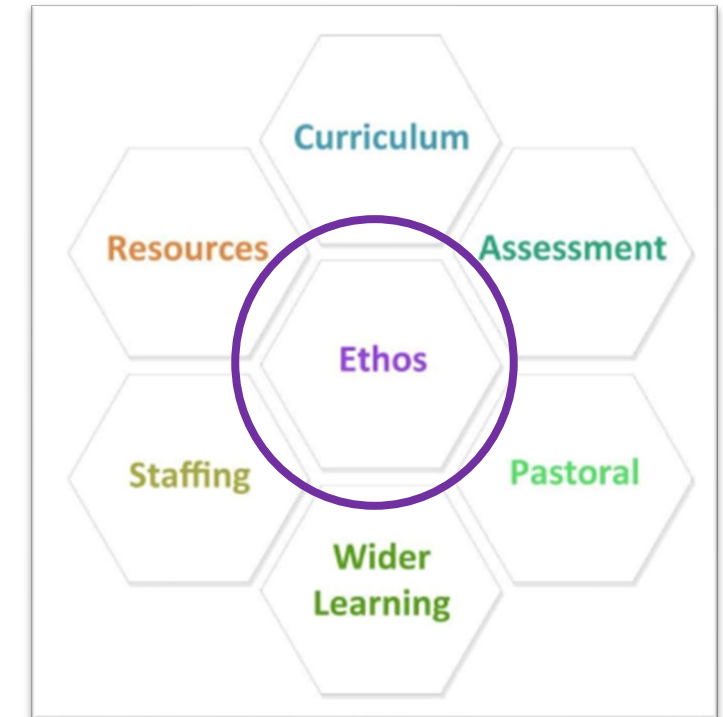 Curriculum
Resources
Assessment
Ethos
Staffing
Pastoral
Wider
Learning